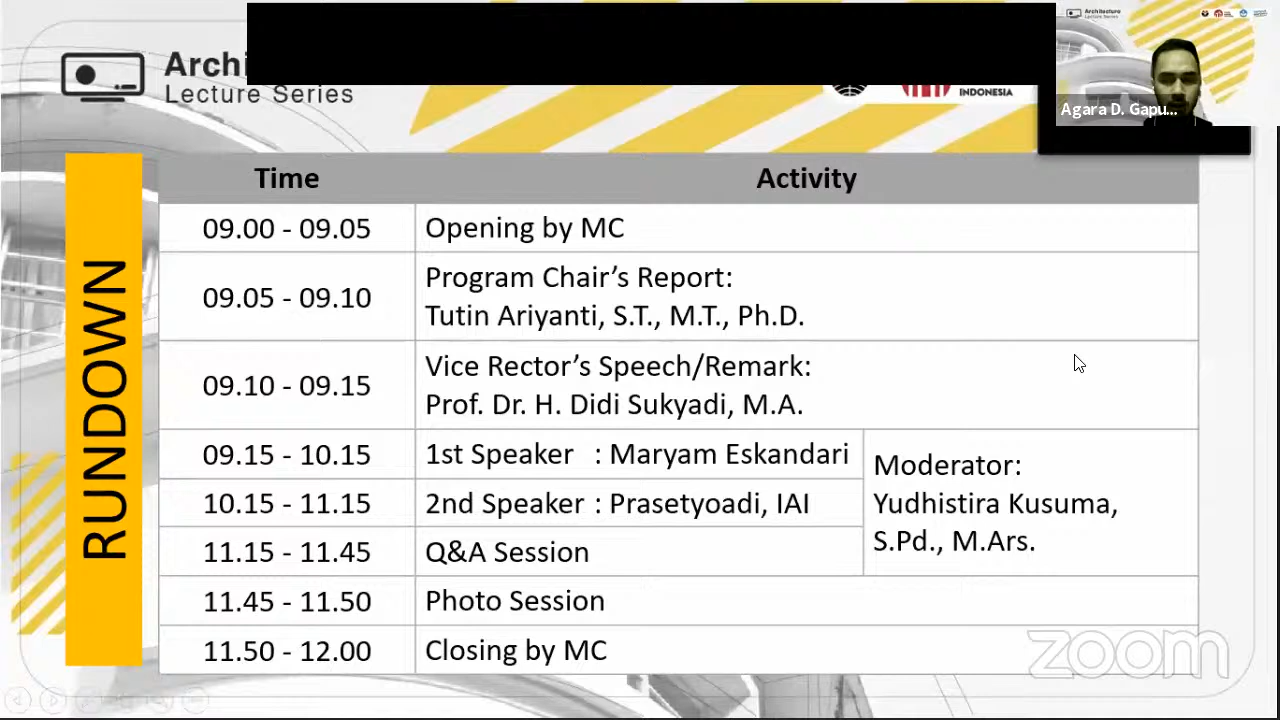 Archi
Lecture Series
INDONESIA
Architecture
Agara D. Gapu...
RUNDOWN
Time Activity
09.00 - 09.05 Opening by MC
09.05 - 09.10 Program Chair’s Report:
Tutin Ariyanti, S.T., M.T., Ph.D.
09.10 - 09.15 Vice Rector’s Speech/Remark:
Prof. Dr. H. Didi Sukyadi, M.A.
09.15 - 10.15 1st Speaker : Maryam Eskandari
10.15 - 11.15 2nd Speaker : Prasetyoadi, IAI
11.15 - 11.45 Q&A Session
Moderator:
Yudhistira Kusuma,
S.Pd., M.Ars.
11.45 - 11.50 Photo Session
11.50 - 12.00 Closing by MC
zoom